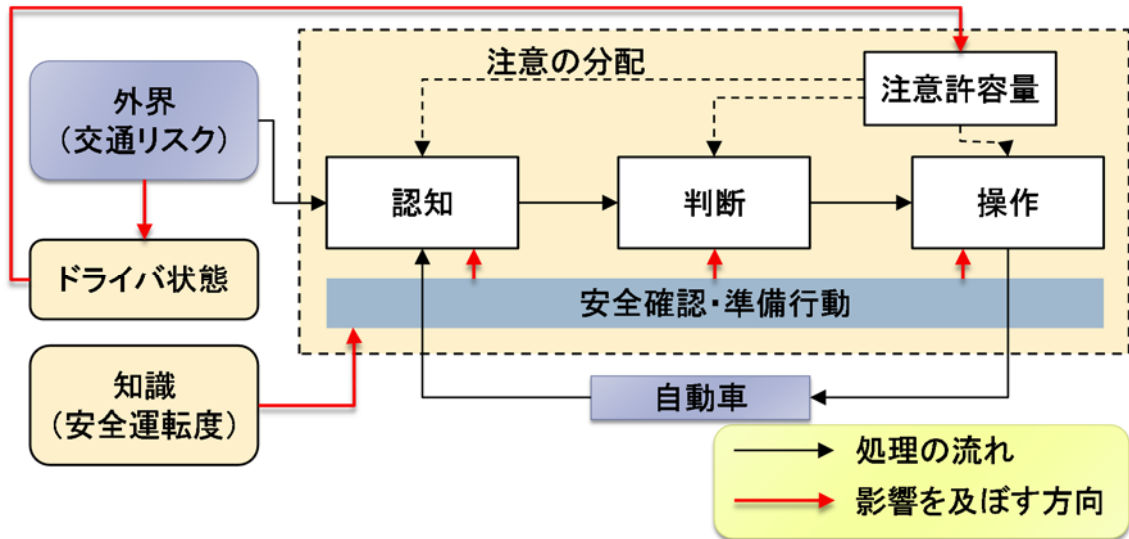 注意の分配
注意許容量
外界
(交通リスク)
認知
判断
操作
ドライバ状態
安全確認・準備行動
知識
(安全運転度)
自動車
処理の流れ
影響を及ぼす方向